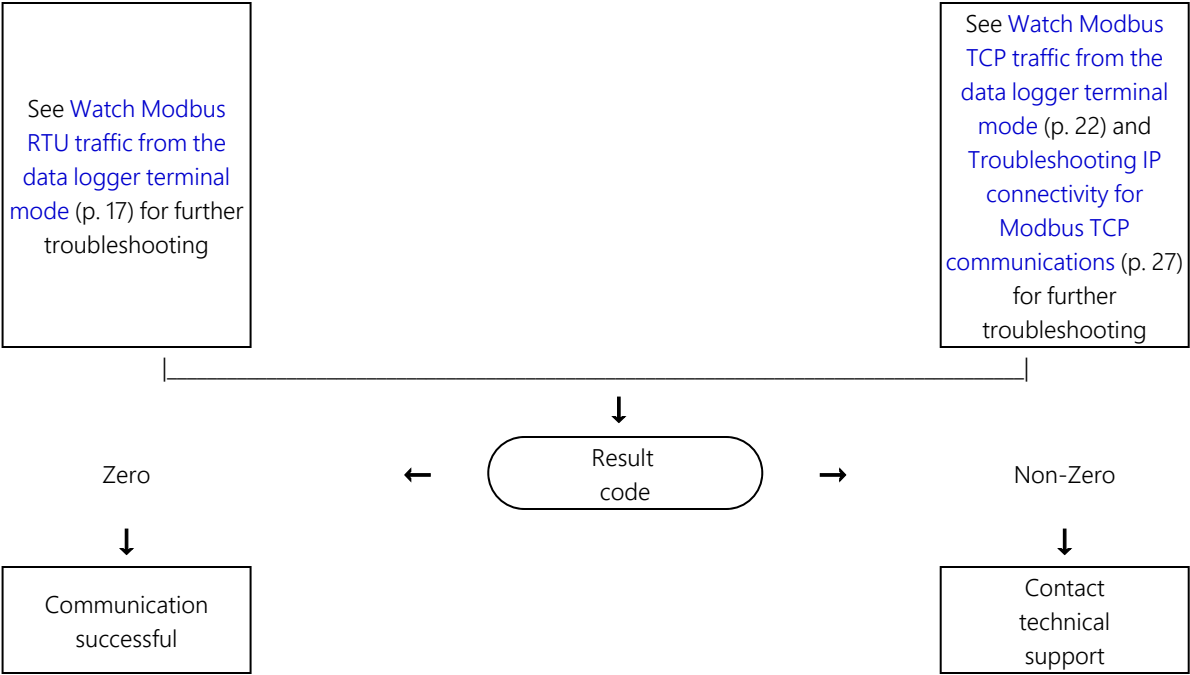 See Watch Modbus
RTU traffic from the
data logger terminal
mode (p. 17) for further
troubleshooting
See Watch Modbus
TCP traffic from the
data logger terminal
mode (p. 22) and
Troubleshooting IP
connectivity for
Modbus TCP
communications (p. 27)
for further
troubleshooting
Result
code
Zero
Non-Zero
Communication
successful
Contact
technical
support